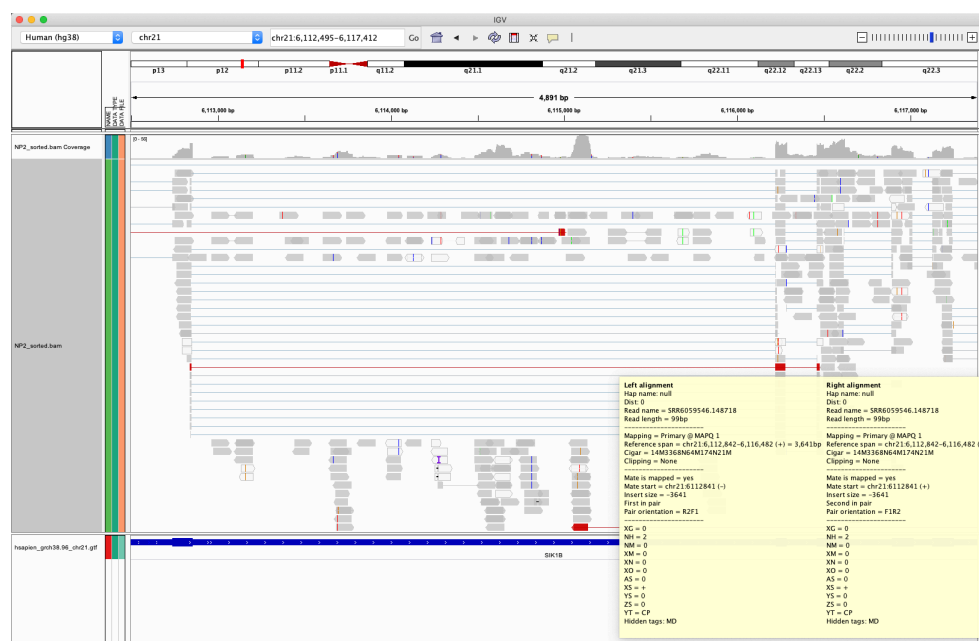 IGV
Human (hg38) chr21 chr21:6,112,495-6,117,412 Go
p13 p12 p11.2 p11.1 q11.2 q21.1 q21.2 q21.3 q22.11 q22.12 q22.13 q22.2 q22.3
4,891 bp
6,113,000 bp 6,114,000 bp 6,115,000 bp 6,116,000 bp 6,117,000 bp
NAME
DATA TYPE
DATA FILE
NP2_sorted.bam Coverage
NP2_sorted.bam
Left alignment
Hap name: null
Dist: 0
Read name = SRR6059546.148718
Read length = 99bp
----------------------
Mapping = Primary @ MAPQ 1
Reference span = chr21:6,112,842-6,116,482 (+) = 3,641bp
Cigar = 14M3368N64M174N21M
Clipping = None
----------------------
Mate is mapped = yes
Mate start = chr21:6112841 (-)
Insert size = -3641
First in pair
Pair orientation = R2F1
----------------------
XG = 0
NH = 2
NM = 0
XM = 0
XN = 0
XO = 0
AS = 0
XS = +
YS = 0
ZS = 0
YT = CP
Hidden tags: MD
Right alignment
Hap name: null
Dist: 0
Read name = SRR6059546.148718
Read length = 99bp
----------------------
Mapping = Primary @ MAPQ 1
Reference span = chr21:6,112,842-6,116,482 (
Cigar = 14M3368N64M174N21M
Clipping = None
----------------------
Mate is mapped = yes
Mate start = chr21:6112841 (+)
Insert size = -3641
Second in pair
Pair orientation = F1R2
----------------------
XG = 0
NH = 2
NM = 0
XM = 0
XN = 0
XO = 0
AS = 0
XS = +
YS = 0
ZS = 0
YT = CP
Hidden tags: MD
hsapien_grch38.96_chr21.gtf
SIK1B